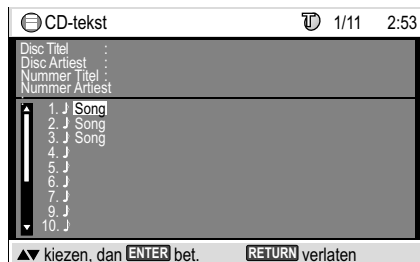 CD-tekst T 1/11 2:53
Disc Titel :
Disc Artiest :
Nummer Titel :
Nummer Artiest
:
1. ♪ Song
2. ♪ Song
3. ♪ Song
4. ♪
5. ♪
6. ♪
7. ♪
9. ♪
10. ♪
▲▼ kiezen, dan ENTER bet. RETURN verlaten